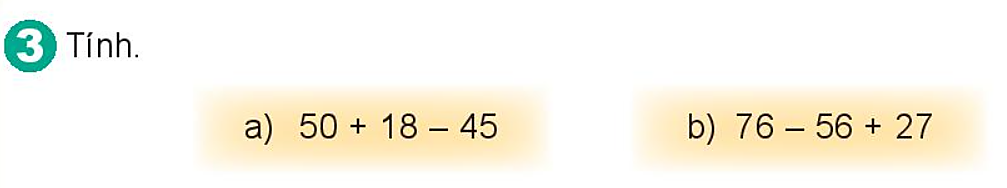 3 Tính.
a) 50 + 18 – 45 b) 76 – 56 + 27